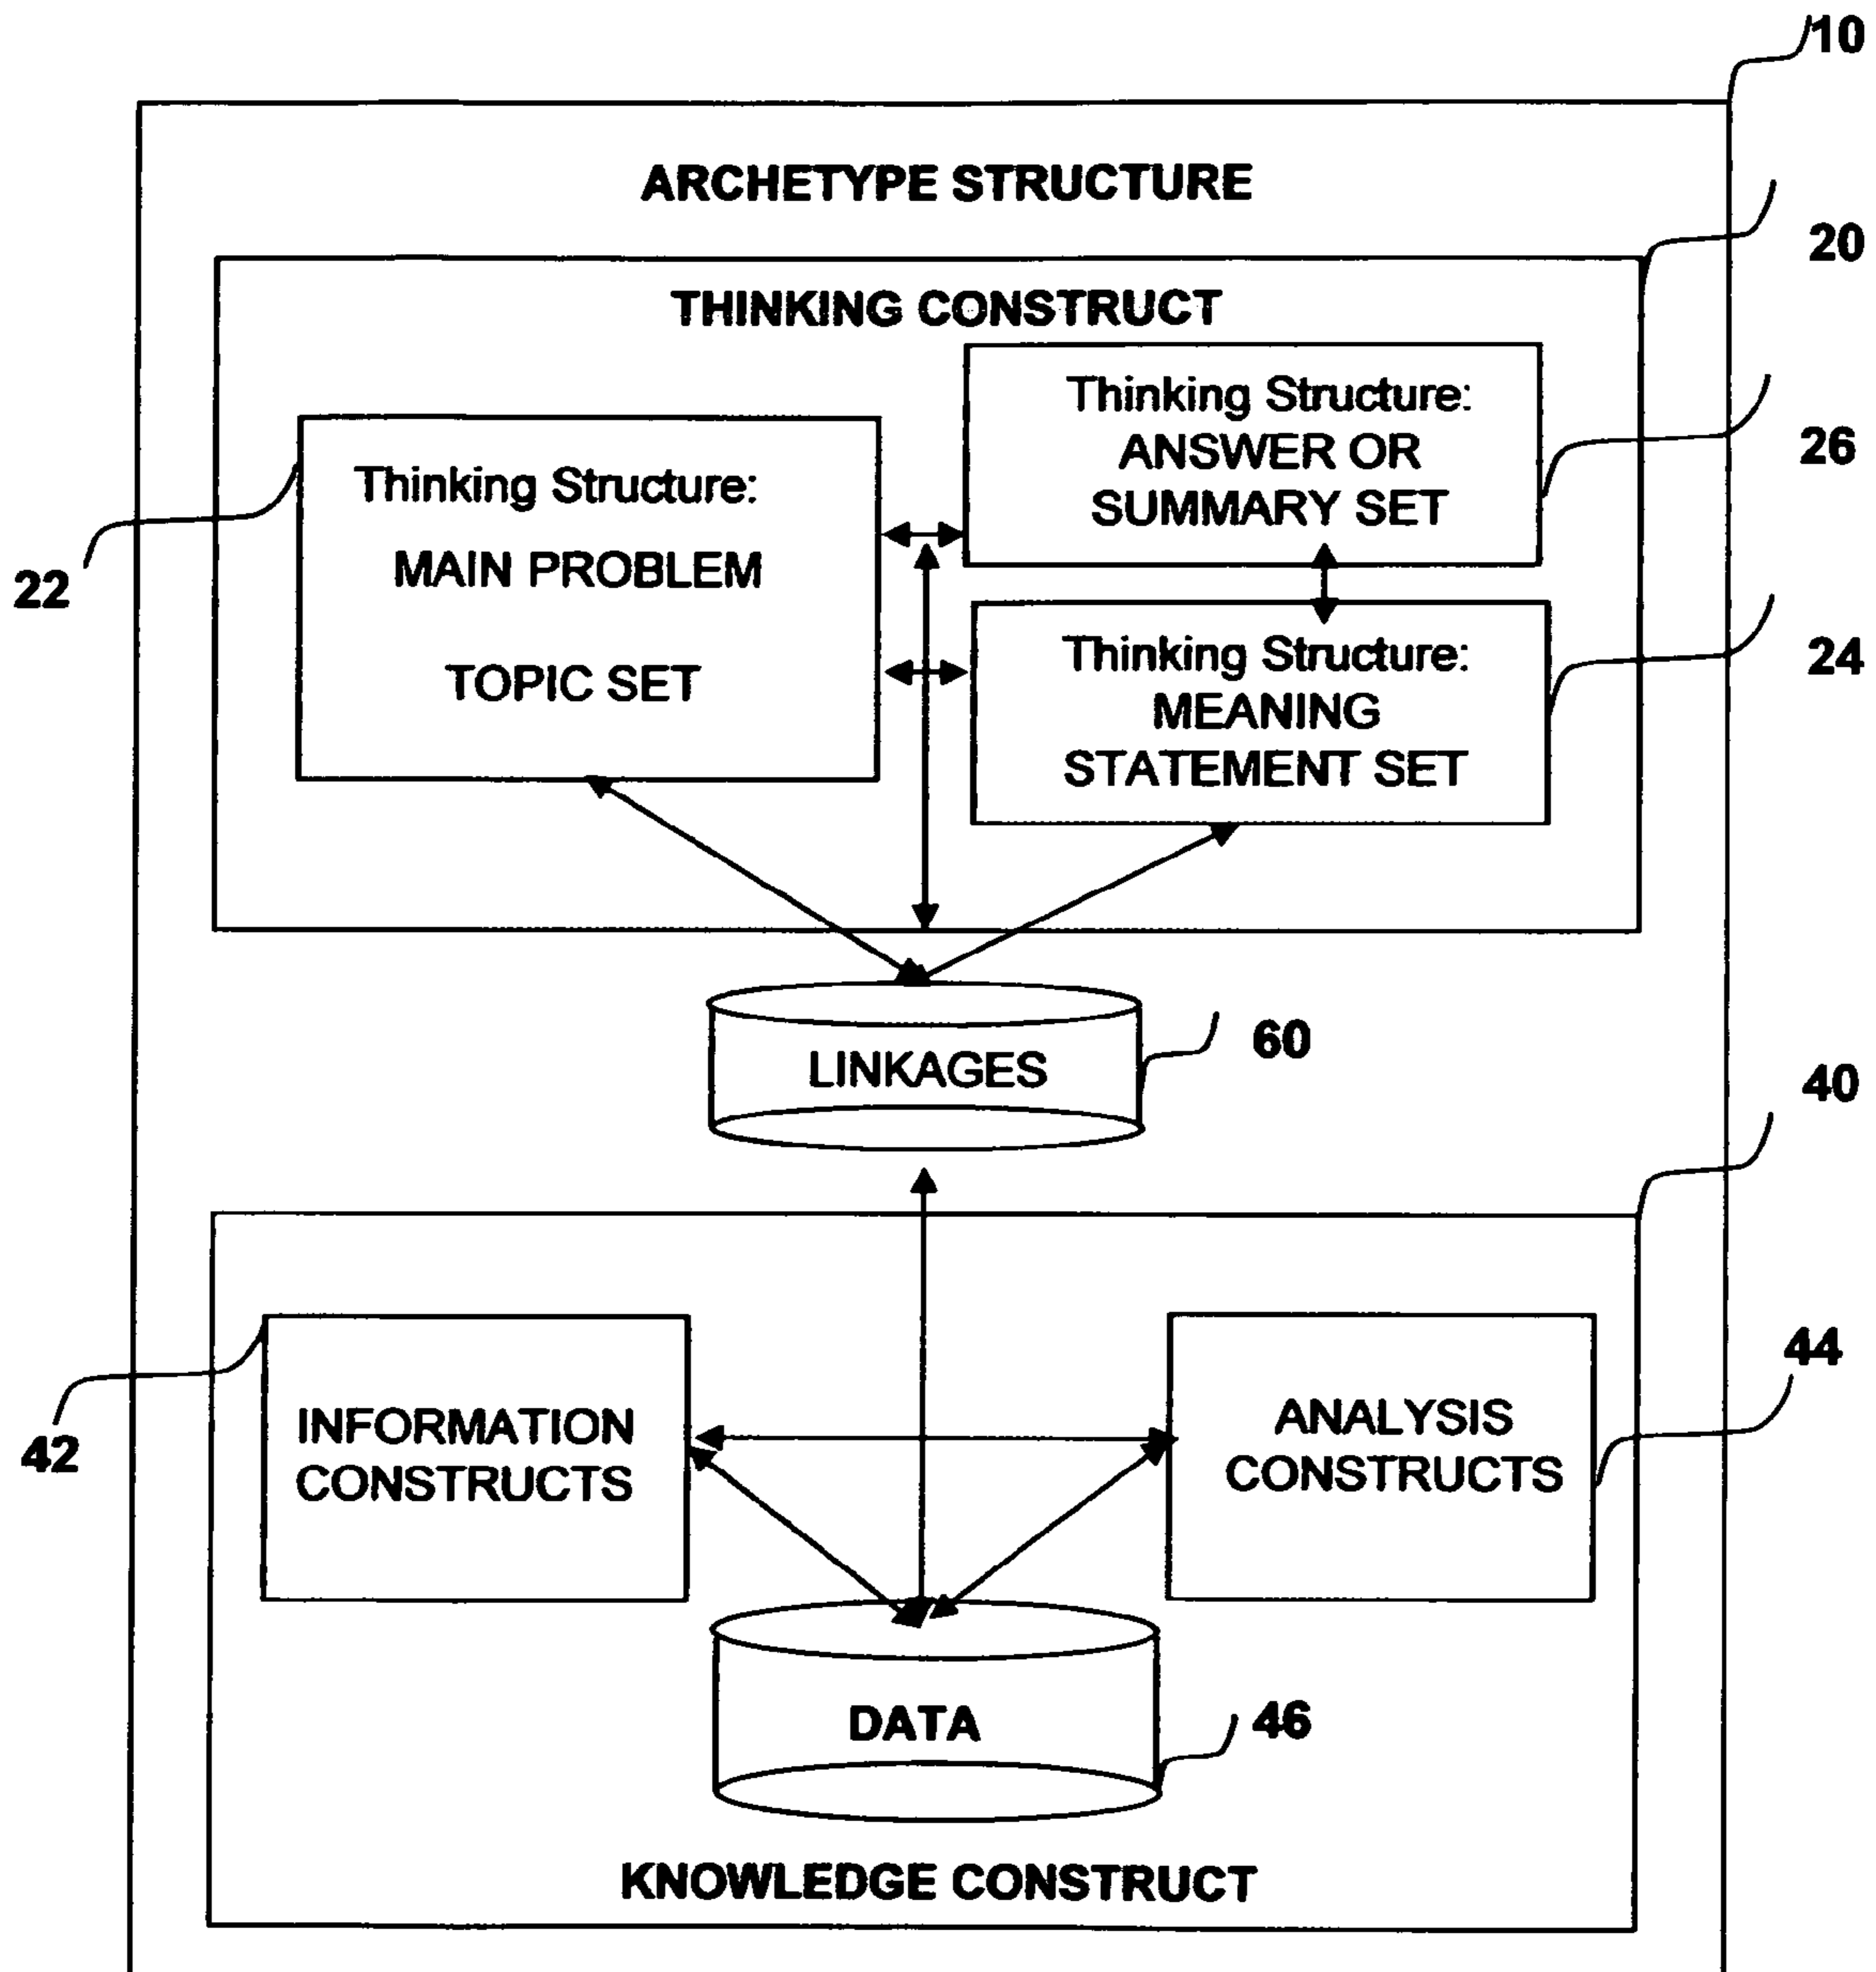 10
ARCHETYPE STRUCTURE
20
THINKING CONSTRUCT
Thinking Structure:
ANSWER OR
SUMMARY SET
26
Thinking Structure:
MAIN PROBLEM
TOPIC SET
22
Thinking Structure:
MEANING
STATEMENT SET
24
LINKAGES
60
40
INFORMATION
CONSTRUCTS
42
ANALYSIS
CONSTRUCTS
44
DATA
46
KNOWLEDGE CONSTRUCT